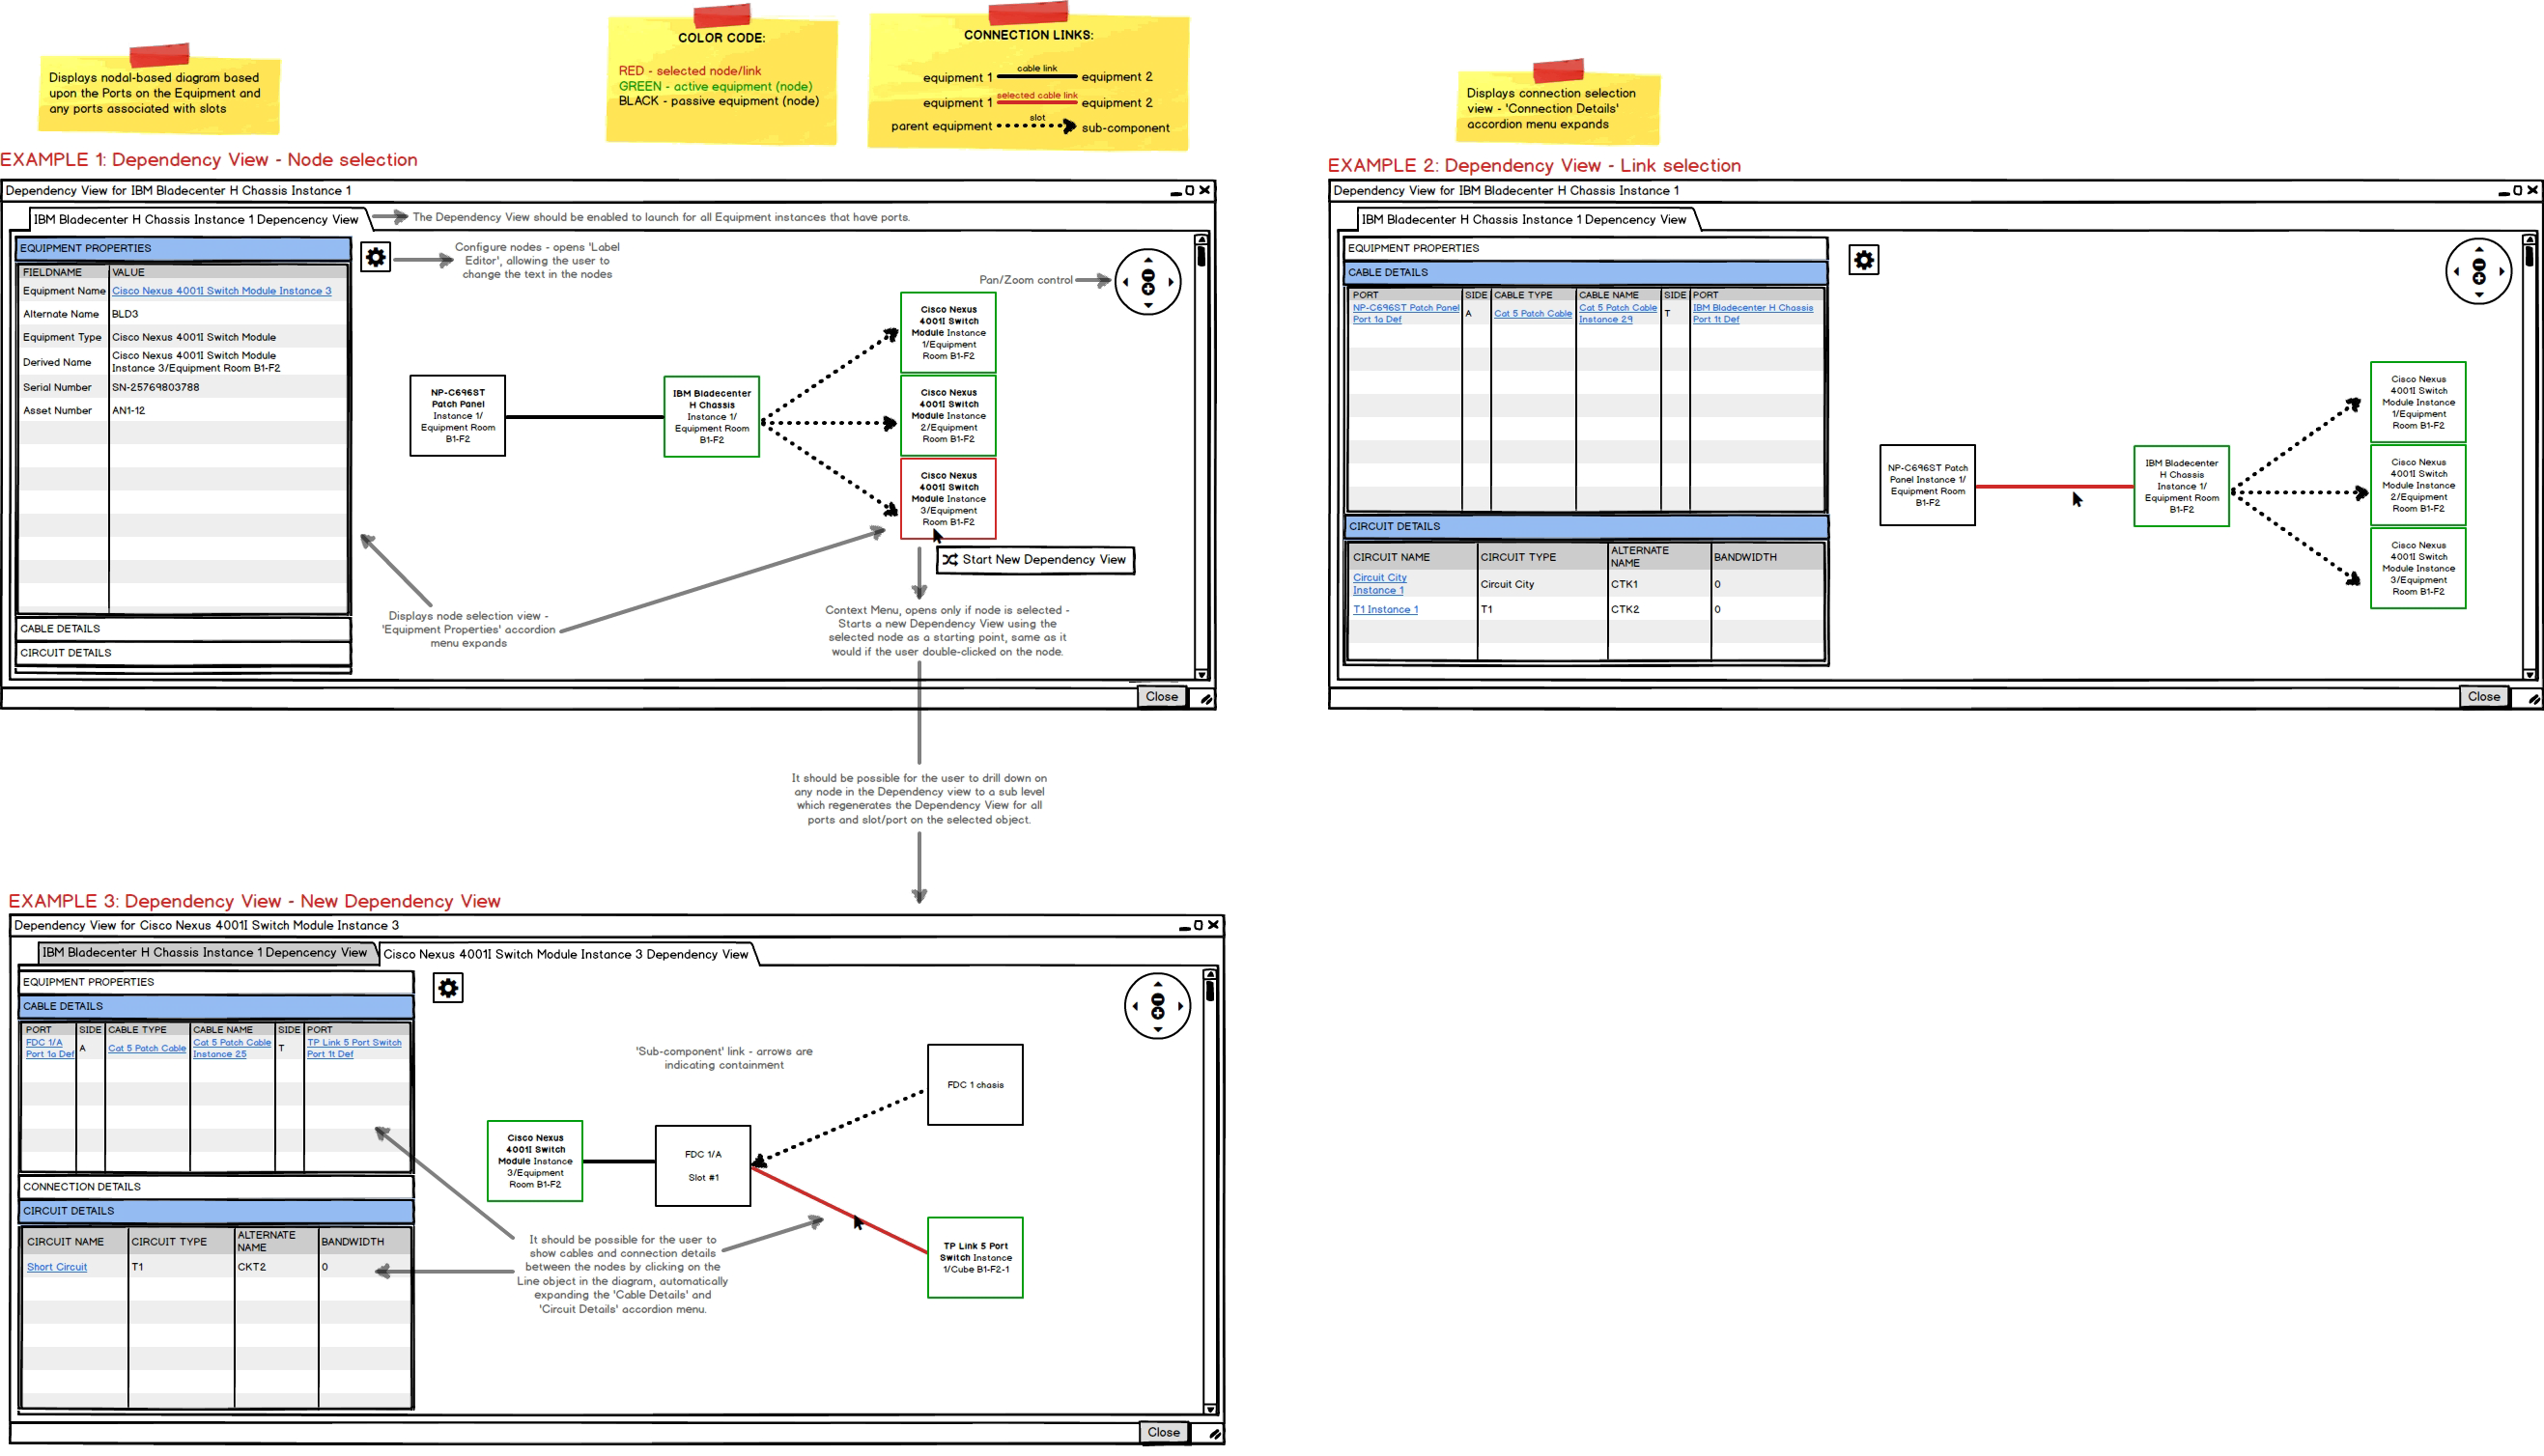 Displays nodal-based diagram based
upon the Ports on the Equipment and
any ports associated with slots
COLOR CODE:
RED - selected node/link
GREEN - active equipment (node)
BLACK - passive equipment (node)
CONNECTION LINKS:
equipment 1 cable link equipment 2
equipment 1 selected cable link equipment 2
parent equipment slot sub-component
Displays connection selection
view - 'Connection Details'
accordion menu expands
EXAMPLE 1: Dependency View - Node selection
Dependency View for IBM Bladecenter H Chassis Instance 1
IBM Bladecenter H Chassis Instance 1 Depencency View
The Dependency View should be enabled to launch for all Equipment instances that have ports.
EQUIPMENT PROPERTIES
FIELDNAME VALUE
Equipment Name Cisco Nexus 4001I Switch Module Instance 3
Alternate Name BLD3
Equipment Type Cisco Nexus 4001I Switch Module
Derived Name Cisco Nexus 4001I Switch Module
Instance 3/Equipment Room B1-F2
Serial Number SN-25769803788
Asset Number AN1-12
CABLE DETAILS
CIRCUIT DETAILS
Configure nodes - opens 'Label
Editor', allowing the user to
change the text in the nodes
Pan/Zoom control
NP-C696ST
Patch Panel
Instance 1/
Equipment Room
B1-F2
IBM Bladecenter
H Chassis
Instance 1/
Equipment Room
B1-F2
Cisco Nexus
4001I Switch
Module Instance
1/Equipment
Room B1-F2
Cisco Nexus
4001I Switch
Module Instance
2/Equipment
Room B1-F2
Cisco Nexus
4001I Switch
Module Instance
3/Equipment
Room B1-F2
Start New Dependency View
Displays node selection view -
'Equipment Properties' accordion
menu expands
Context Menu, opens only if node is selected -
Starts a new Dependency View using the
selected node as a starting point, same as it
would if the user double-clicked on the node.
Close
EXAMPLE 2: Dependency View - Link selection
Dependency View for IBM Bladecenter H Chassis Instance 1
IBM Bladecenter H Chassis Instance 1 Depencency View
EQUIPMENT PROPERTIES
CABLE DETAILS
PORT SIDE CABLE TYPE CABLE NAME SIDE PORT
NP-C696ST Patch Panel Port 1a Def A Cat 5 Patch Cable Cat 5 Patch Cable Instance 29 T IBM Bladecenter H Chassis Port 1t Def
CIRCUIT DETAILS
CIRCUIT NAME CIRCUIT TYPE ALTERNATE NAME BANDWIDTH
Circuit City Instance 1 Circuit City CTK1 0
T1 Instance 1 T1 CTK2 0
NP-C696ST Patch
Panel Instance 1/
Equipment Room
B1-F2
IBM Bladecenter
H Chassis
Instance 1/
Equipment Room
B1-F2
Cisco Nexus
4001I Switch
Module Instance
1/Equipment
Room B1-F2
Cisco Nexus
4001I Switch
Module Instance
2/Equipment
Room B1-F2
Cisco Nexus
4001I Switch
Module Instance
3/Equipment
Room B1-F2
Close
It should be possible for the user to drill down on
any node in the Dependency view to a sub level
which regenerates the Dependency View for all
ports and slot/port on the selected object.
EXAMPLE 3: Dependency View - New Dependency View
Dependency View for Cisco Nexus 4001I Switch Module Instance 3
IBM Bladecenter H Chassis Instance 1 Depencency View Cisco Nexus 4001I Switch Module Instance 3 Dependency View
EQUIPMENT PROPERTIES
CABLE DETAILS
PORT SIDE CABLE TYPE CABLE NAME SIDE PORT
FDC 1/A Port 1a Def A Cat 5 Patch Cable Cat 5 Patch Cable Instance 25 T TP Link 5 Port Switch Port 1t Def
CONNECTION DETAILS
CIRCUIT DETAILS
CIRCUIT NAME CIRCUIT TYPE ALTERNATE NAME BANDWIDTH
Short Circuit T1 CKT2 0
'Sub-component' link - arrows are
indicating containment
Cisco Nexus
4001I Switch
Module Instance
3/Equipment
Room B1-F2
FDC 1/A
Slot #1
FDC 1 chasis
TP Link 5 Port
Switch Instance
1/Cube B1-F2-1
It should be possible for the user to
show cables and connection details
between the nodes by clicking on the
Line object in the diagram, automatically
expanding the 'Cable Details' and
'Circuit Details' accordion menu.
Close